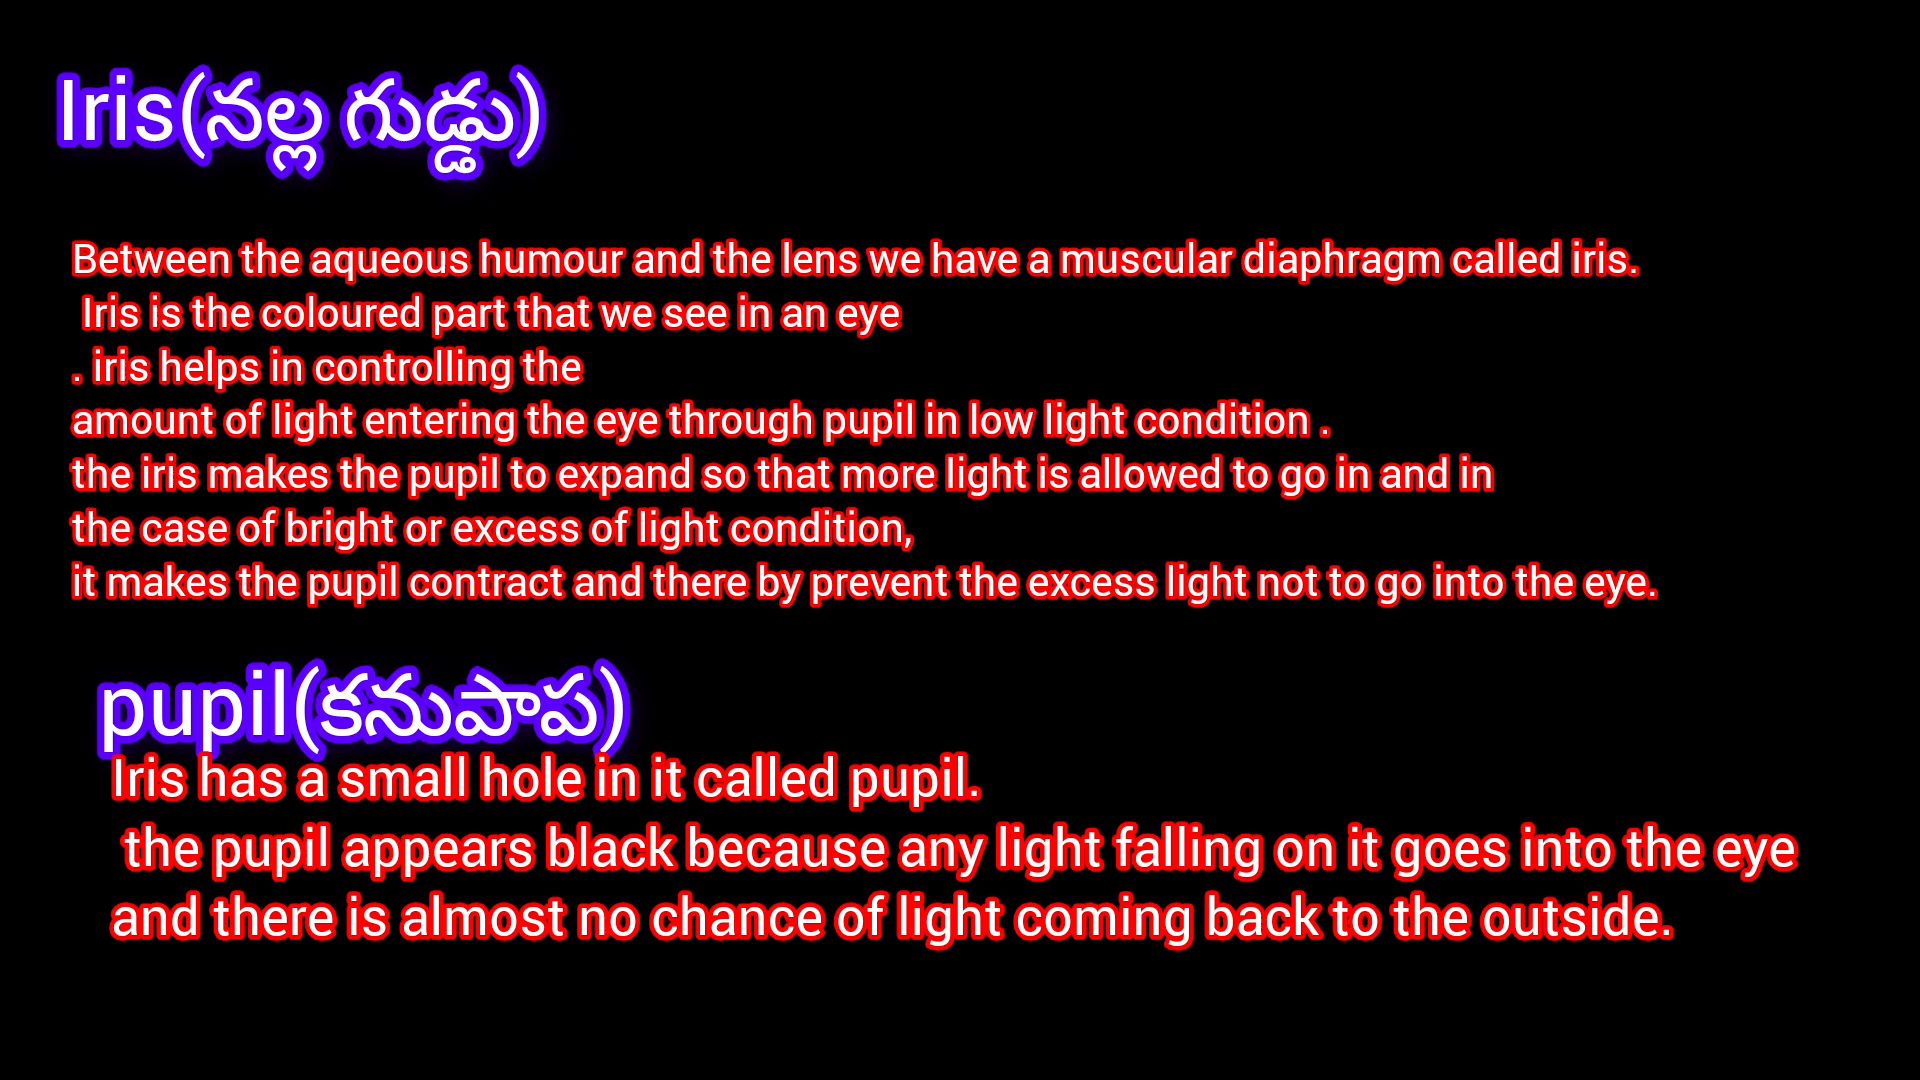 Iris(నల్ల గుడ్డు)
Between the aqueous humour and the lens we have a muscular diaphragm called iris.
Iris is the coloured part that we see in an eye
. iris helps in controlling the
amount of light entering the eye through pupil in low light condition .
the iris makes the pupil to expand so that more light is allowed to go in and in
the case of bright or excess of light condition,
it makes the pupil contract and there by prevent the excess light not to go into the eye.
pupil(కనుపాప)
Iris has a small hole in it called pupil.
the pupil appears black because any light falling on it goes into the eye
and there is almost no chance of light coming back to the outside.